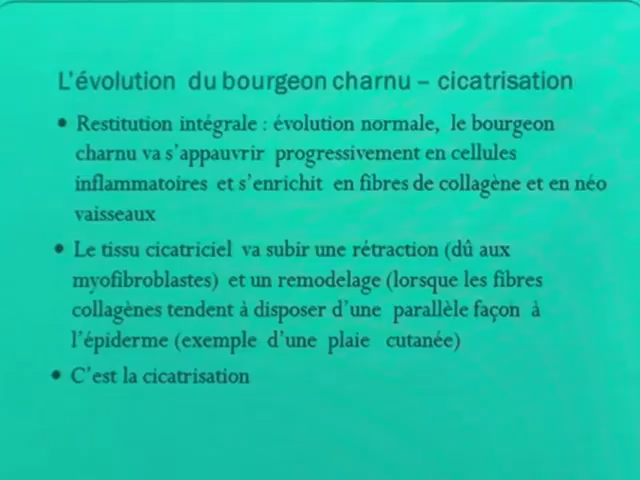 L'évolution du bourgeon charnu – cicatrisation
• Restitution intégrale : évolution normale, le bourgeon
charnu va s'appauvrir progressivement en cellules
inflammatoires et s'enrichit en fibres de collagène et en néo
vaisseaux
• Le tissu cicatriciel va subir une rétraction (dû aux
myofibroblastes) et un remodelage (lorsque les fibres
collagènes tendent à disposer d'une parallèle façon à
l'épiderme (exemple d'une plaie cutanée)
• C'est la cicatrisation